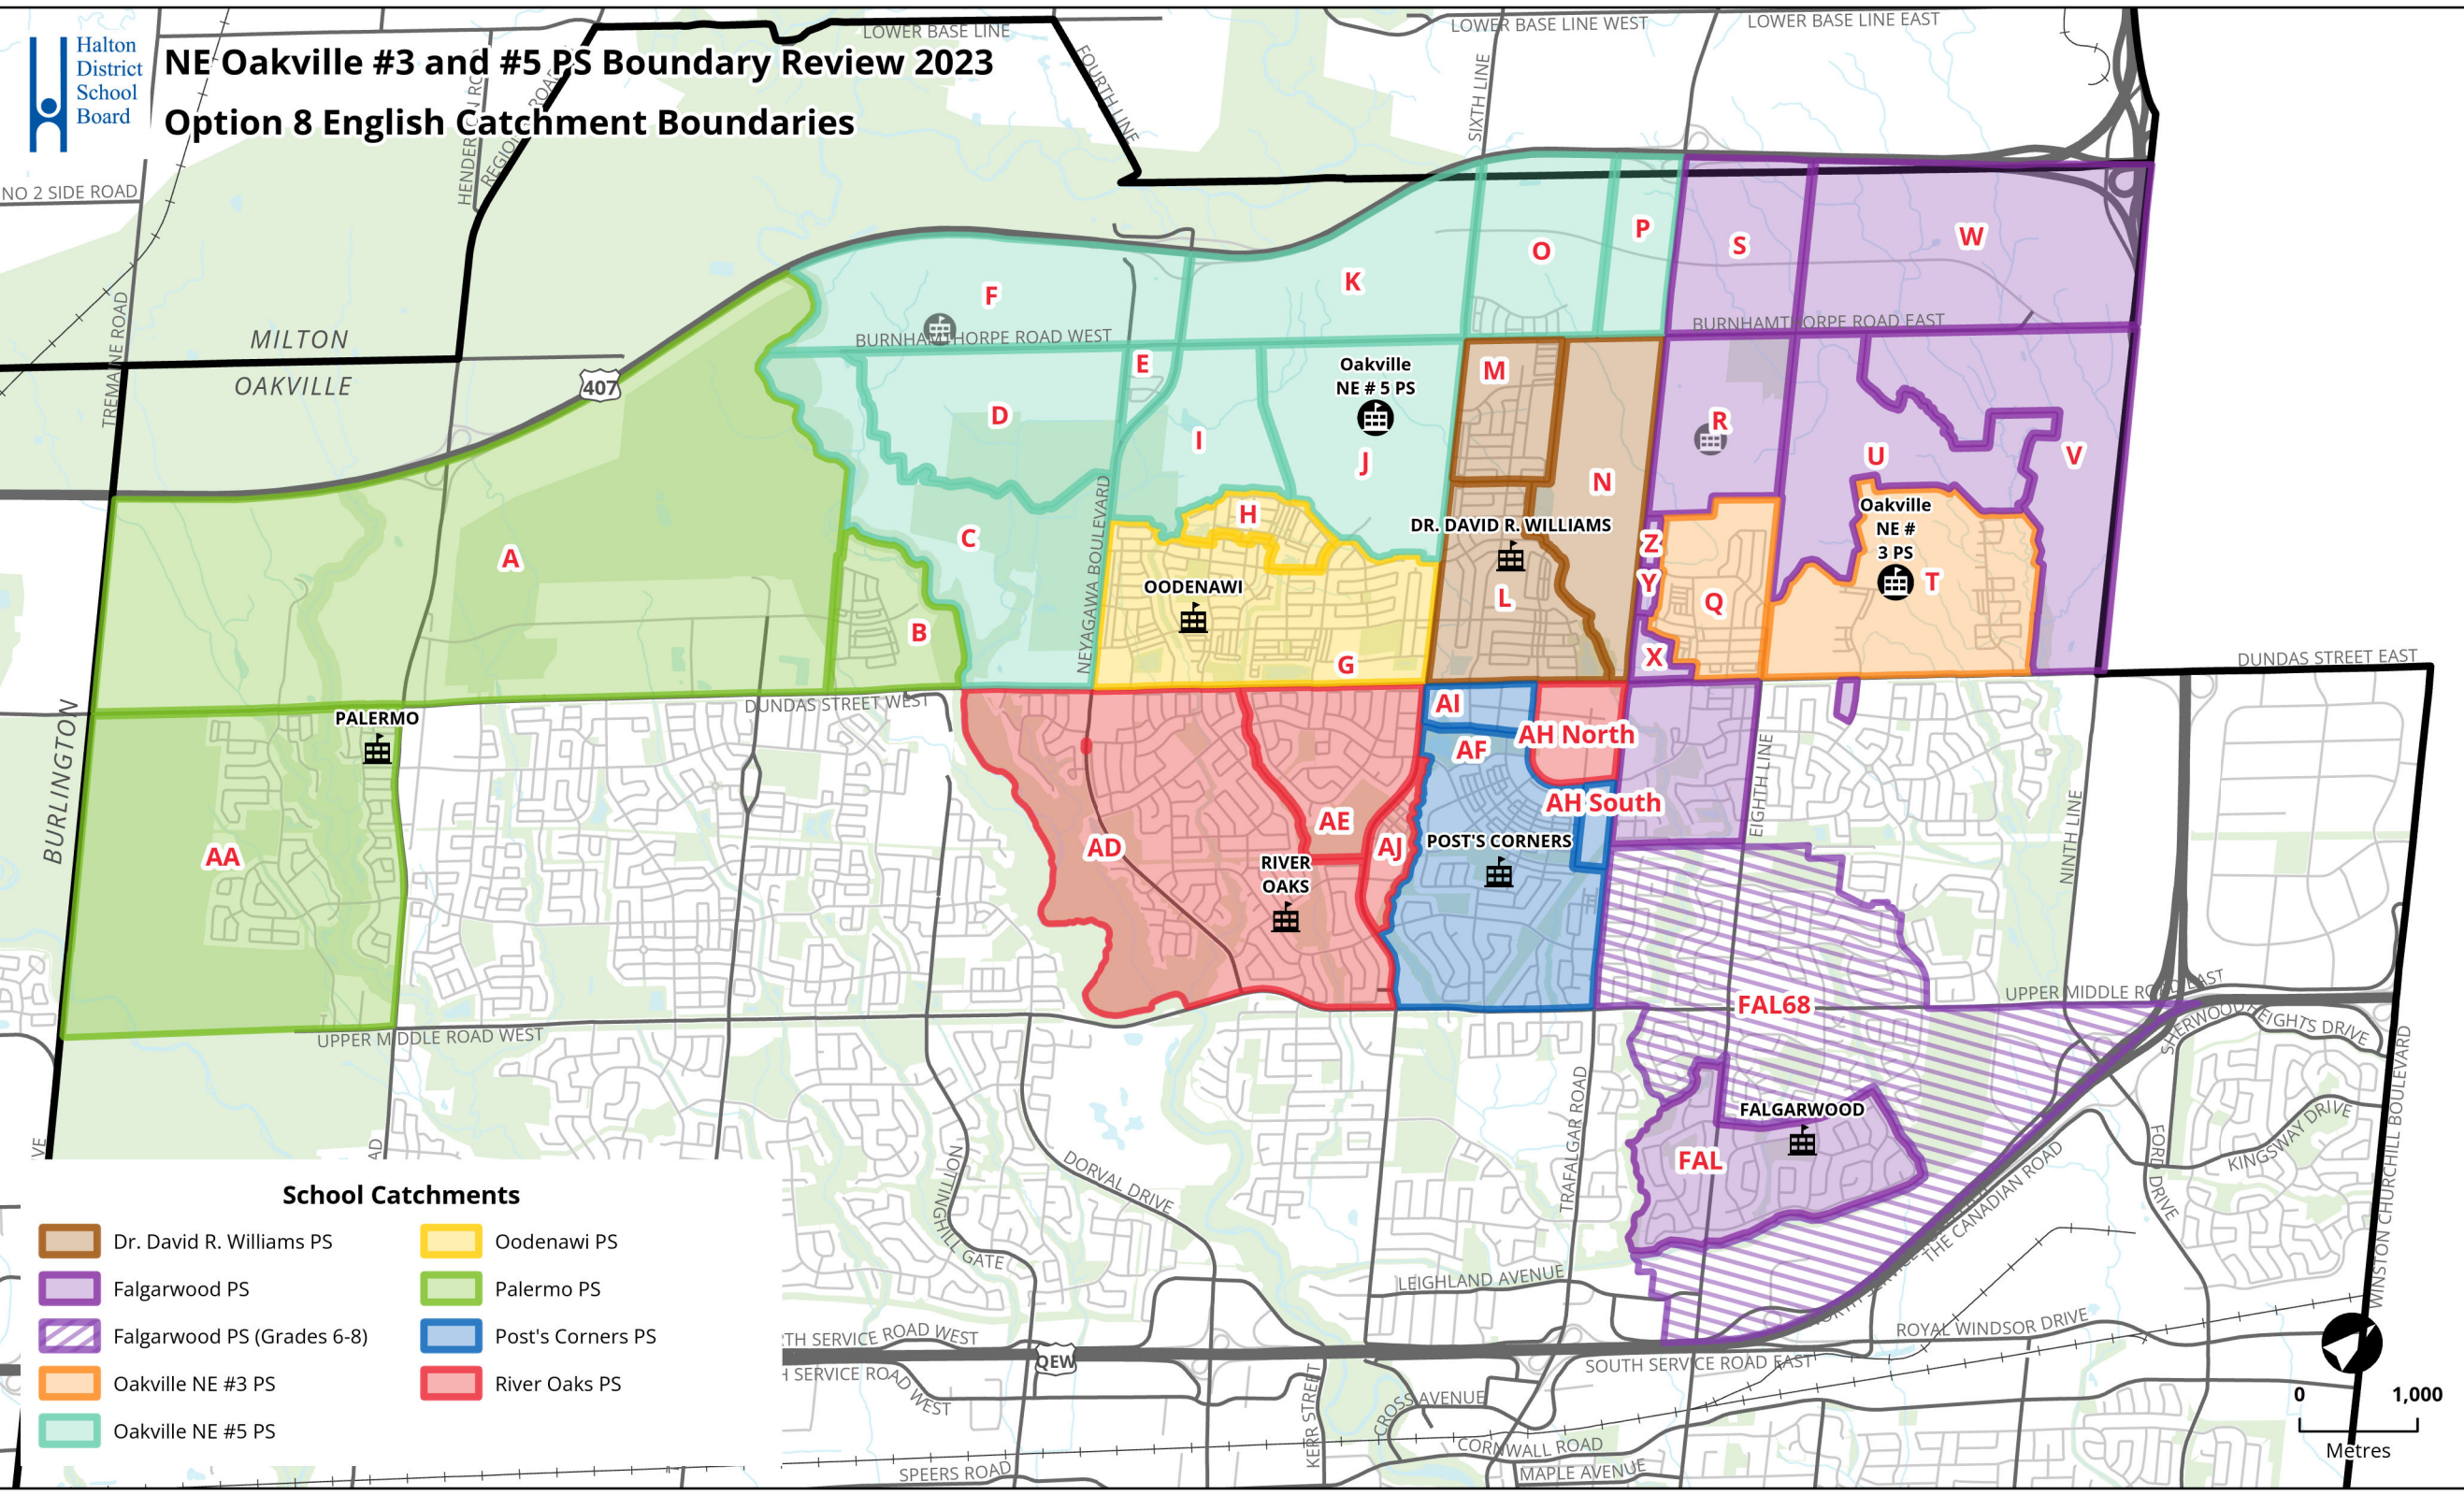 Halton
District
School
Board
NE Oakville #3 and #5 PS Boundary Review 2023
Option 8 English Catchment Boundaries
LOWER BASE LINE
LOWER BASE LINE WEST
LOWER BASE LINE EAST
FOURTH LINE
SIXTH LINE
NO 2 SIDE ROAD
TREMAINE ROAD
MILTON
OAKVILLE
407
BURNHAMTHORPE ROAD WEST
BURNHAMTHORPE ROAD EAST
F
K
O
P
S
W
E
D
I
Oakville
NE # 5 PS
J
M
N
R
U
V
A
C
H
B
NEYAGAWA BOULEVARD
OODENAWI
G
DR. DAVID R. WILLIAMS
L
Z
Y
X
Q
Oakville
NE #
3 PS
T
DUNDAS STREET EAST
DUNDAS STREET WEST
BURLINGTON
PALERMO
AA
AD
AE
AJ
RIVER
OAKS
AI
AF
AH North
AH South
POST'S CORNERS
EIGHTH LINE
NINTH LINE
FAL68
UPPER MIDDLE ROAD EAST
UPPER MIDDLE ROAD WEST
SHERWOOD HEIGHTS DRIVE
FALGARWOOD
FAL
TRAFALGAR ROAD
FORD DRIVE
KINGSWAY DRIVE
WINSTON CHURCHILL BOULEVARD
THE CANADIAN ROAD
NOTTINGHILL GATE
DORVAL DRIVE
LEIGHLAND AVENUE
ROYAL WINDSOR DRIVE
SOUTH SERVICE ROAD EAST
QEW
KERR STREET
CROSS AVENUE
CORNWALL ROAD
MAPLE AVENUE
SPEERS ROAD
School Catchments
Dr. David R. Williams PS
Falgarwood PS
Falgarwood PS (Grades 6-8)
Oakville NE #3 PS
Oakville NE #5 PS
Oodenawi PS
Palermo PS
Post's Corners PS
River Oaks PS
0 1,000
Metres